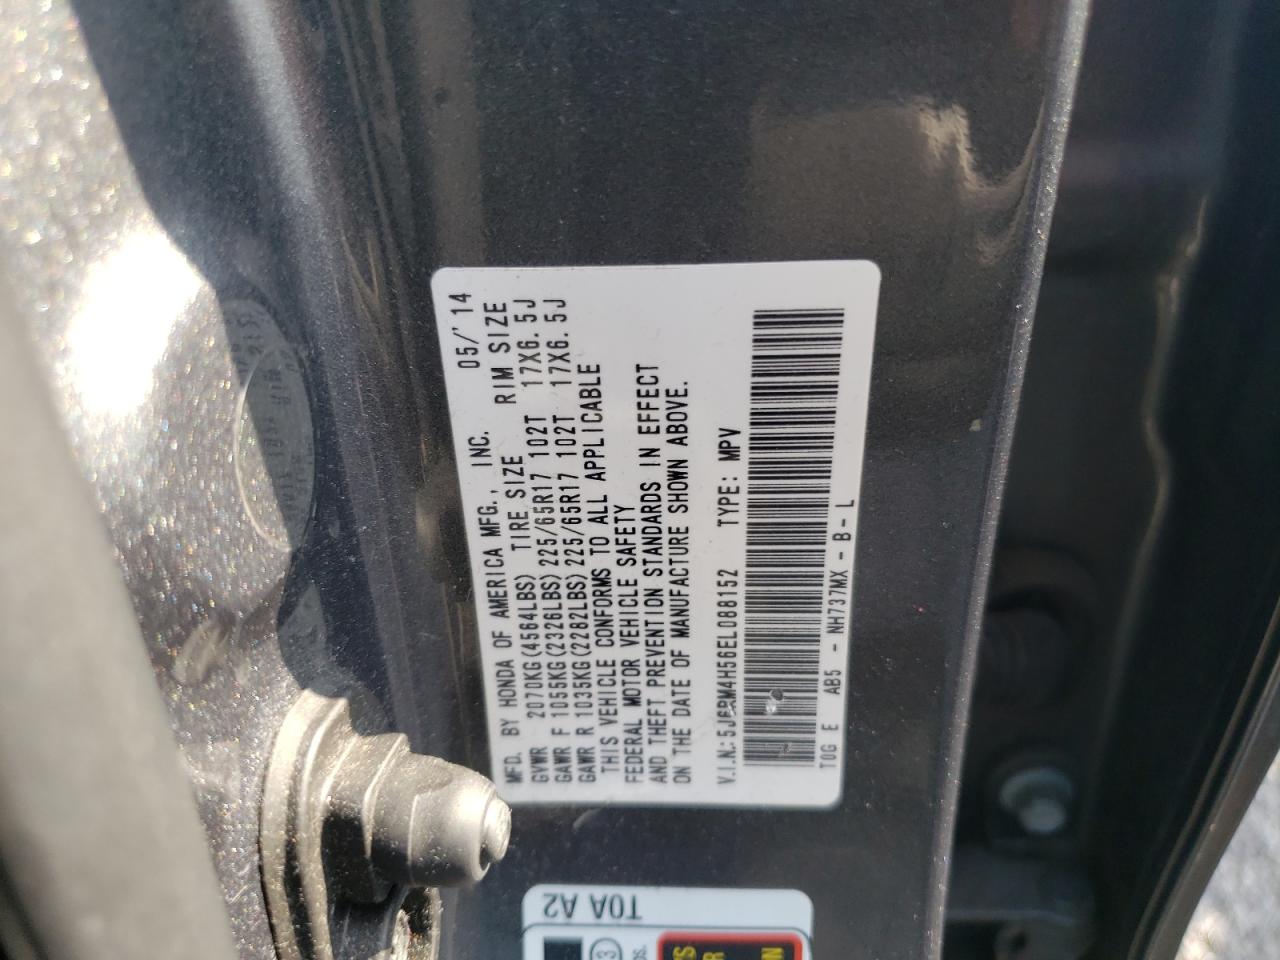 MFD. BY HONDA OF AMERICA MFG., INC. 05/'14
GVWR 2070KG(4564LBS) TIRE SIZE RIM SIZE
GAWR F 1055KG(2326LBS)225/65R17 102T 17X6.5J
GAWR R 1035KG(2282LBS)225/65R17 102T 17X6.5J
THIS VEHICLE CONFORMS TO ALL APPLICABLE
FEDERAL MOTOR VEHICLE SAFETY
AND THEFT PREVENTION STANDARDS IN EFFECT
ON THE DATE OF MANUFACTURE SHOWN ABOVE.
V.I.N.:5J6RM4H56EL088152 TYPE: MPV
T0G E AB5 - NH737MX - B - L
T0A A2